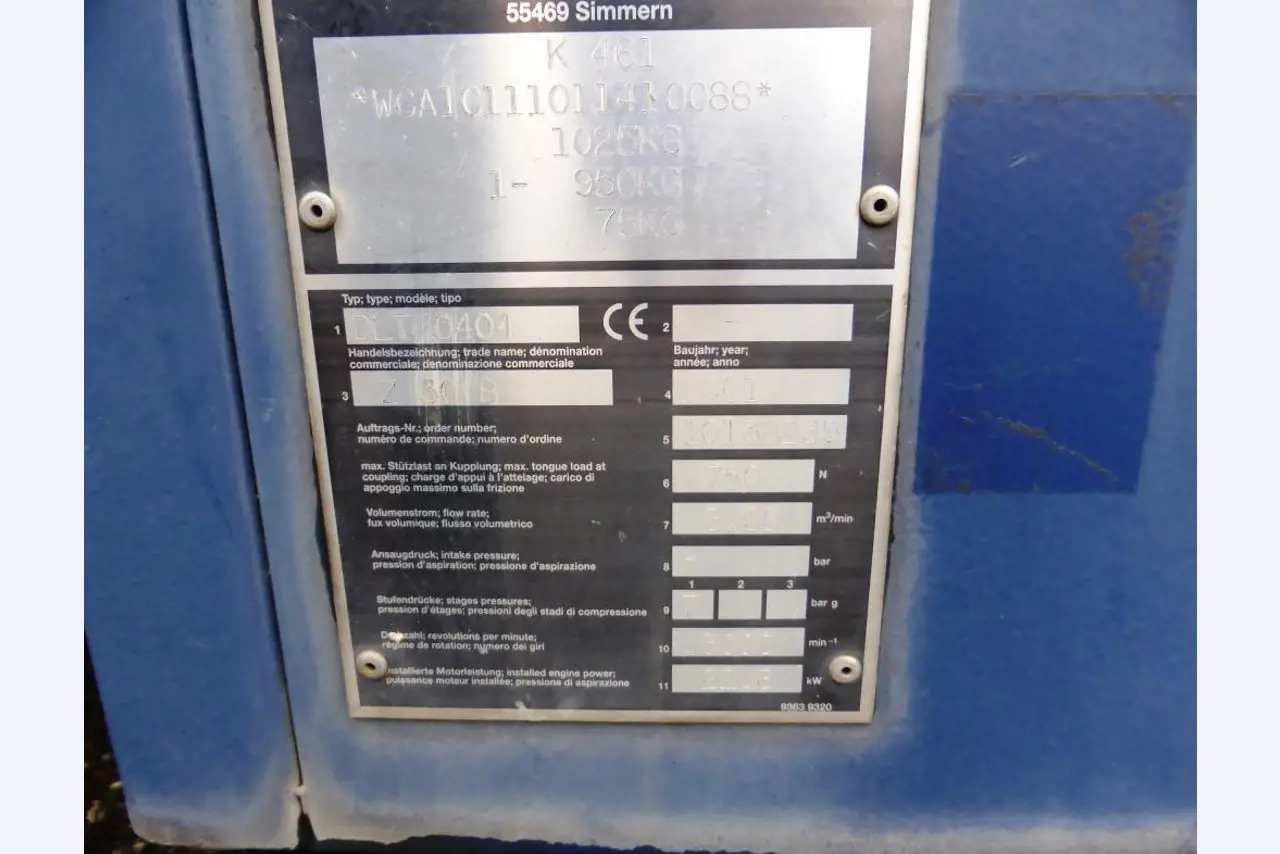 55469 Simmern
K 461
*WCA1C11101141 0088*
1025KG
1- 950KG
75KG
Typ; type; modèle; tipo
1 DLT 0404 CE 2 -
Handelsbezeichnung; trade name; dénomination
commerciale; denominazione commerciale
Baujahr; year;
année; anno
3 Z 30 B 4
Auftrags-Nr.; order number;
numéro de commande; numero d'ordine
5
max. Stützlast an Kupplung; max. tongue load at
coupling; charge d'appui à l'attelage; carico di
appoggio massimo sulla frizione
6 750 N
Volumenstrom; flow rate;
fux volumique; flusso volumetrico
7 m³/min
Ansaugdruck; intake pressure;
pression d'aspiration; pressione d'aspirazione
8 - bar
1 2 3
Stufendrücke; stages pressures;
pression d'étages; pressioni degli stadi di compressione
9 bar g
revolutions per minute;
régime de rotation; numero dei giri
10 min⁻¹
installierte Motorleistung; installed engine power;
puissance moteur installée; pressione di aspirazione
11 kW
8363 9320